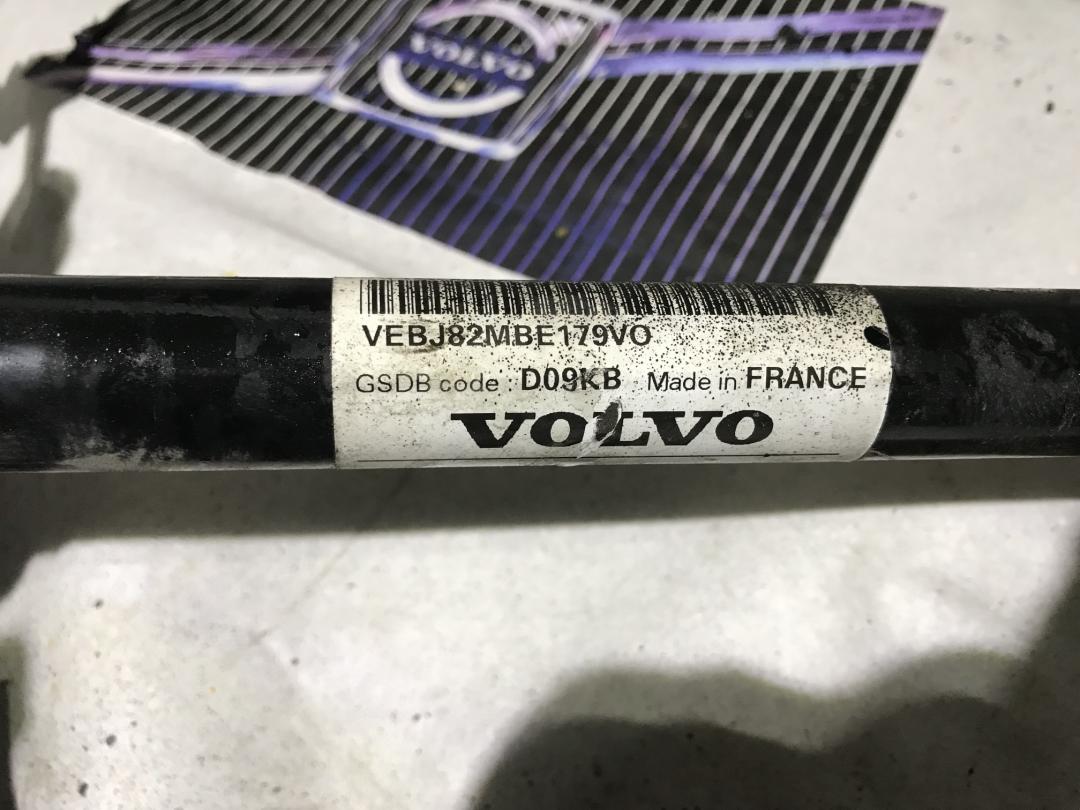 VOLVO
VEBJ82MBE179VO
GSDB code : D09KB Made in FRANCE
VOLVO